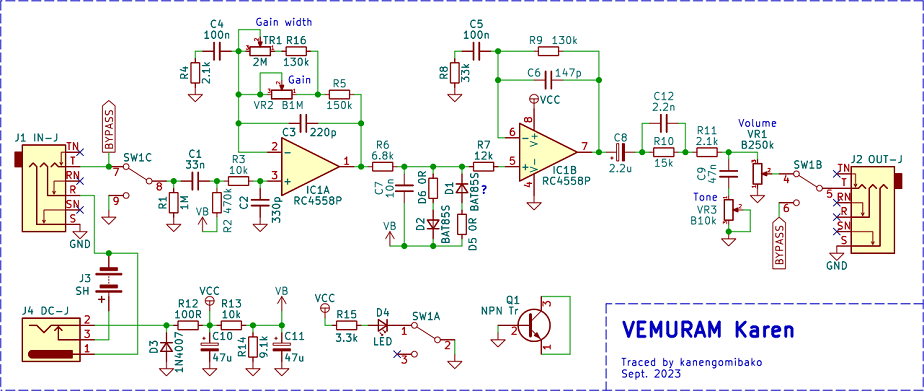 C4
100n
Gain width
TR1
R16
2M
130k
R4
2.1k
Gain
VR2
B1M
R5
150k
C3
220p
C5
100n
R8
33k
R9
130k
C6
147p
VCC
8
V+
V−
4
6
5
7
IC1B
RC4558P
C8
2.2u
C12
2.2n
R10
15k
R11
2.1k
Volume
VR1
B250k
C9
47n
Tone
VR3
B10k
SW1B
4
5
6
BYPASS
J2 OUT-J
TN
T
RN
R
SN
S
GND
J1 IN-J
TN
T
RN
R
SN
S
GND
BYPASS
SW1C
7
8
9
R1
1M
C1
33n
R2 470k
VB
R3
10k
C2
330p
2
3
1
IC1A
RC4558P
R6
6.8k
C7
10n
VB
D6 0R
D2
BAT85S
D1
BAT85S
D5 0R
?
R7
12k
J3
SH
J4 DC-J
2
3
1
D3
1N4007
R12
100R
VCC
C10
47u
R13
10k
R14
9.1k
VB
C11
47u
VCC
R15
3.3k
D4
LED
SW1A
1
2
3
Q1
NPN Tr
3
2
1
VEMURAM Karen
Traced by kanengomibako
Sept. 2023